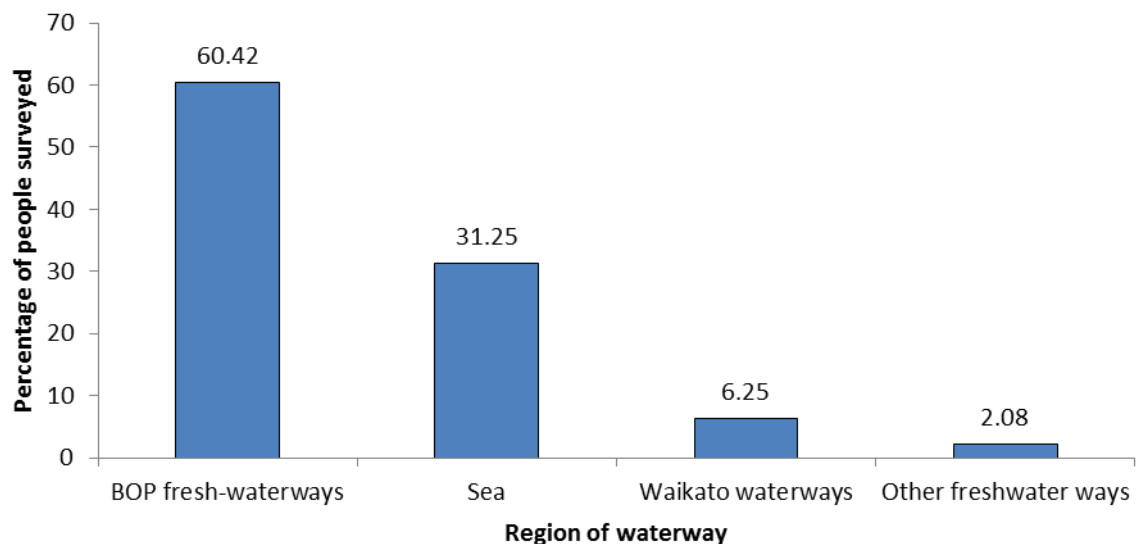 Percentage of people surveyed
70
60
50
40
30
20
10
0
60.42
31.25
6.25
2.08
BOP fresh-waterways
Sea
Waikato waterways
Other freshwater ways
Region of waterway